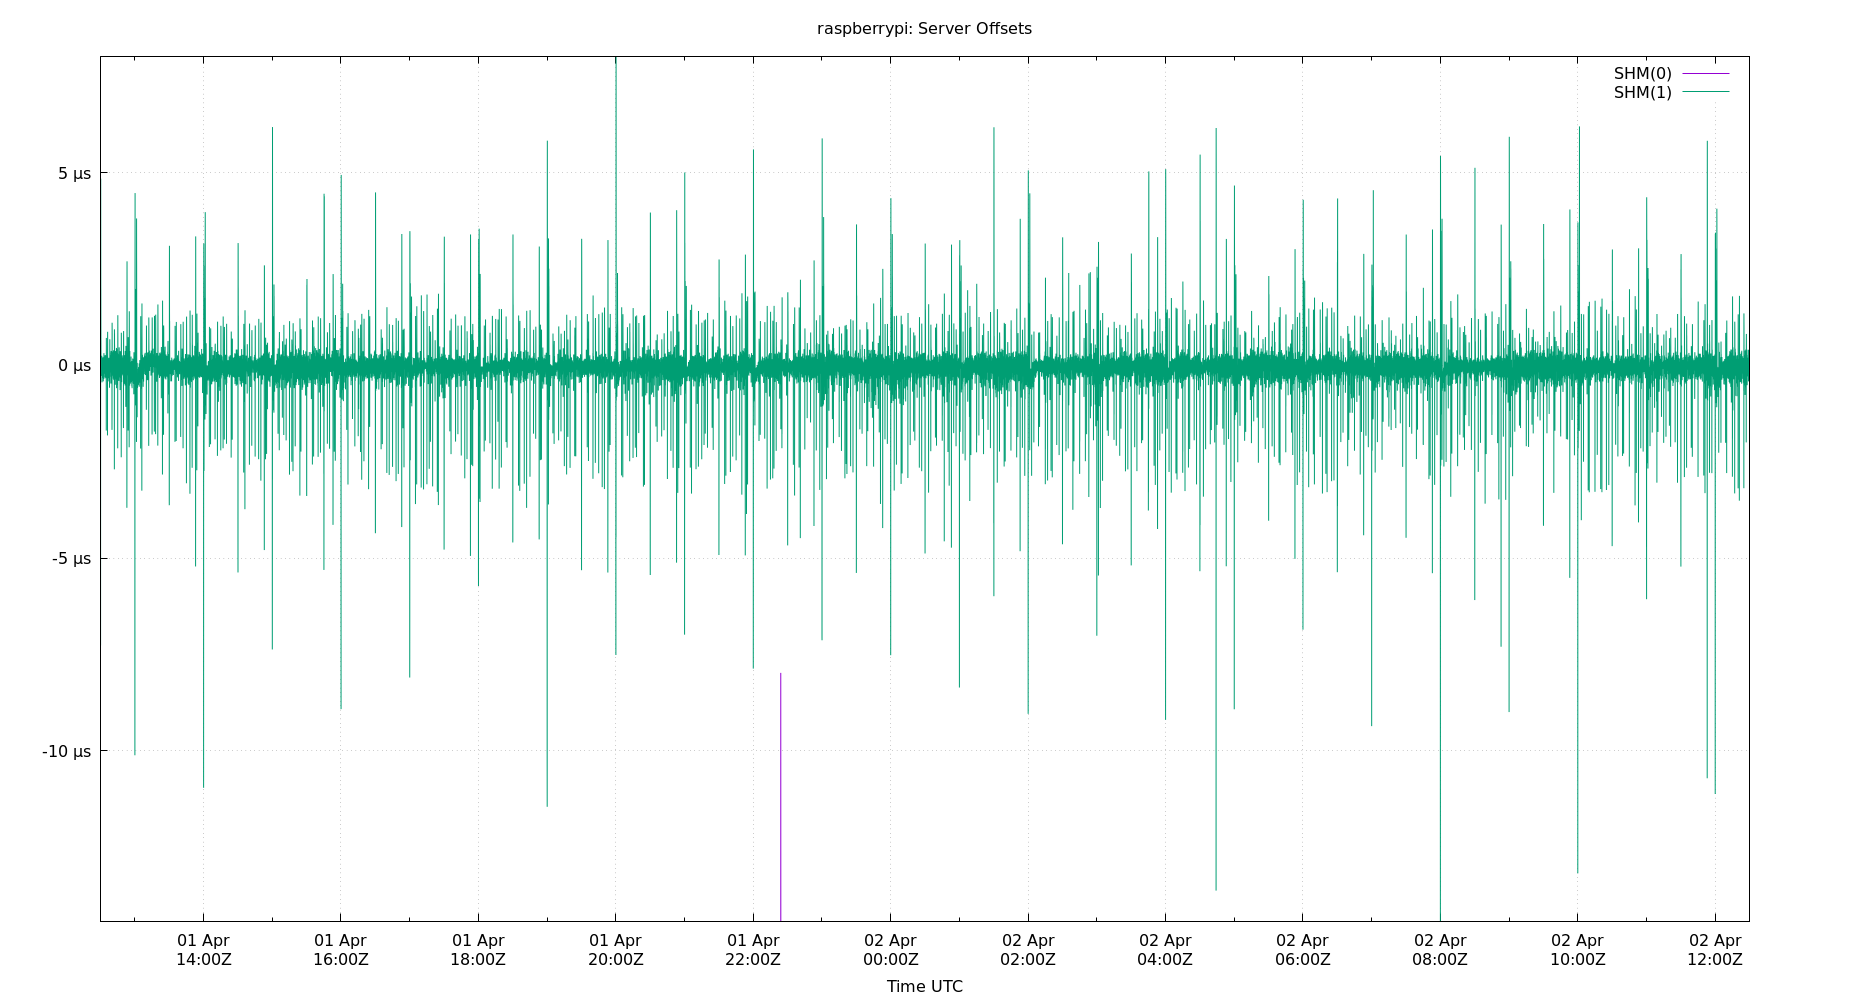 raspberrypi: Server Offsets
SHM(0)
SHM(1)
5 µs
0 µs
-5 µs
-10 µs
01 Apr 01 Apr 01 Apr 01 Apr 01 Apr 02 Apr 02 Apr 02 Apr 02 Apr 02 Apr 02 Apr 02 Apr
14:00Z 16:00Z 18:00Z 20:00Z 22:00Z 00:00Z 02:00Z 04:00Z 06:00Z 08:00Z 10:00Z 12:00Z
Time UTC